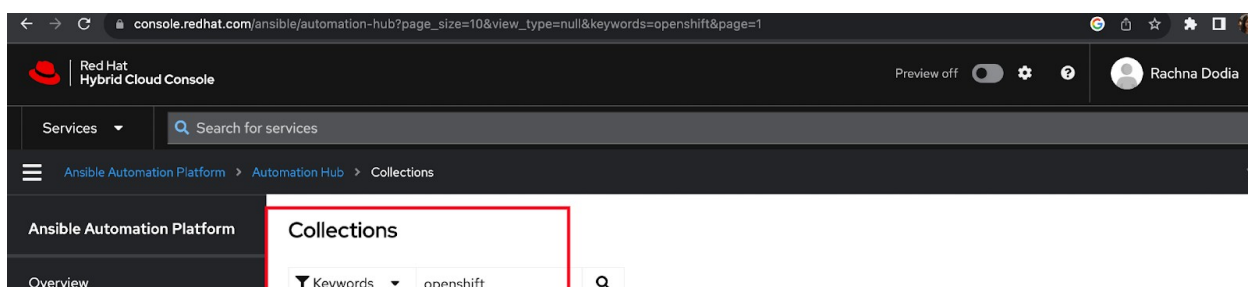 console.redhat.com/ansible/automation-hub?page_size=10&view_type=null&keywords=openshift&page=1
Red Hat
Hybrid Cloud Console
Preview off
Rachna Dodia
Services
Search for services
Ansible Automation Platform > Automation Hub > Collections
Ansible Automation Platform
Collections
Overview
Keywords
openshift